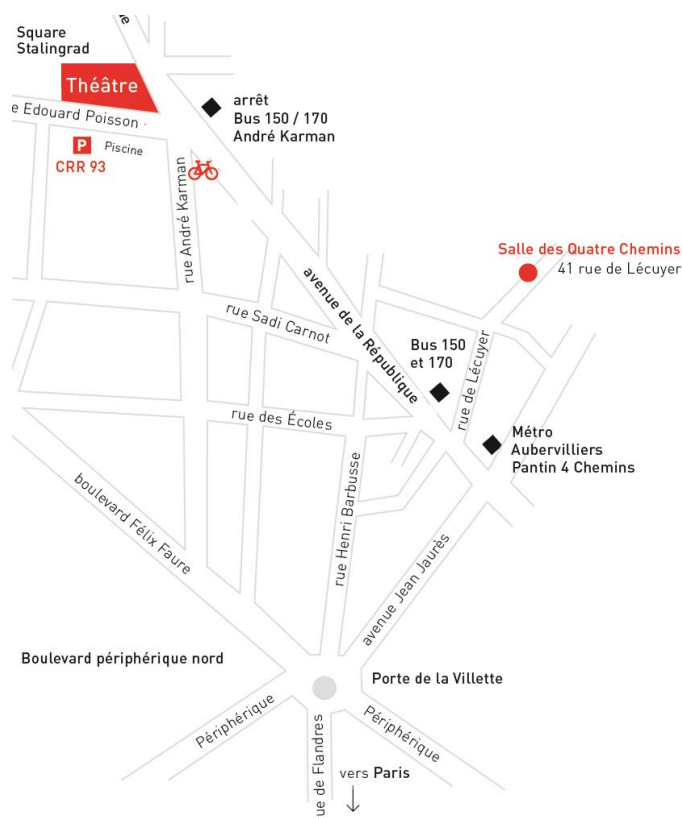 Square
Stalingrad
Théâtre
e Edouard Poisson
P
Piscine
CRR 93
arrêt
Bus 150 / 170
André Karman
rue André Karman
Salle des Quatre Chemins
41 rue de Lécuyer
avenue de la République
rue Sadi Carnot
Bus 150
et 170
rue de Lécuyer
rue des Écoles
Métro
Aubervilliers
Pantin 4 Chemins
rue Henri Barbusse
boulevard Félix Faure
avenue Jean Jaurès
Boulevard périphérique nord
Porte de la Villette
Périphérique
Périphérique
ue de Flandres
vers Paris